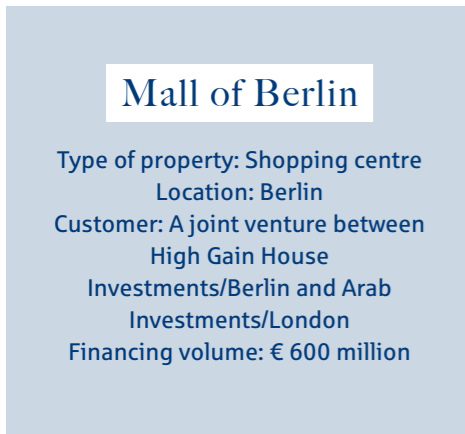 Mall of Berlin
Type of property: Shopping centre
Location: Berlin
Customer: A joint venture between
High Gain House
Investments/Berlin and Arab
Investments/London
Financing volume: € 600 million